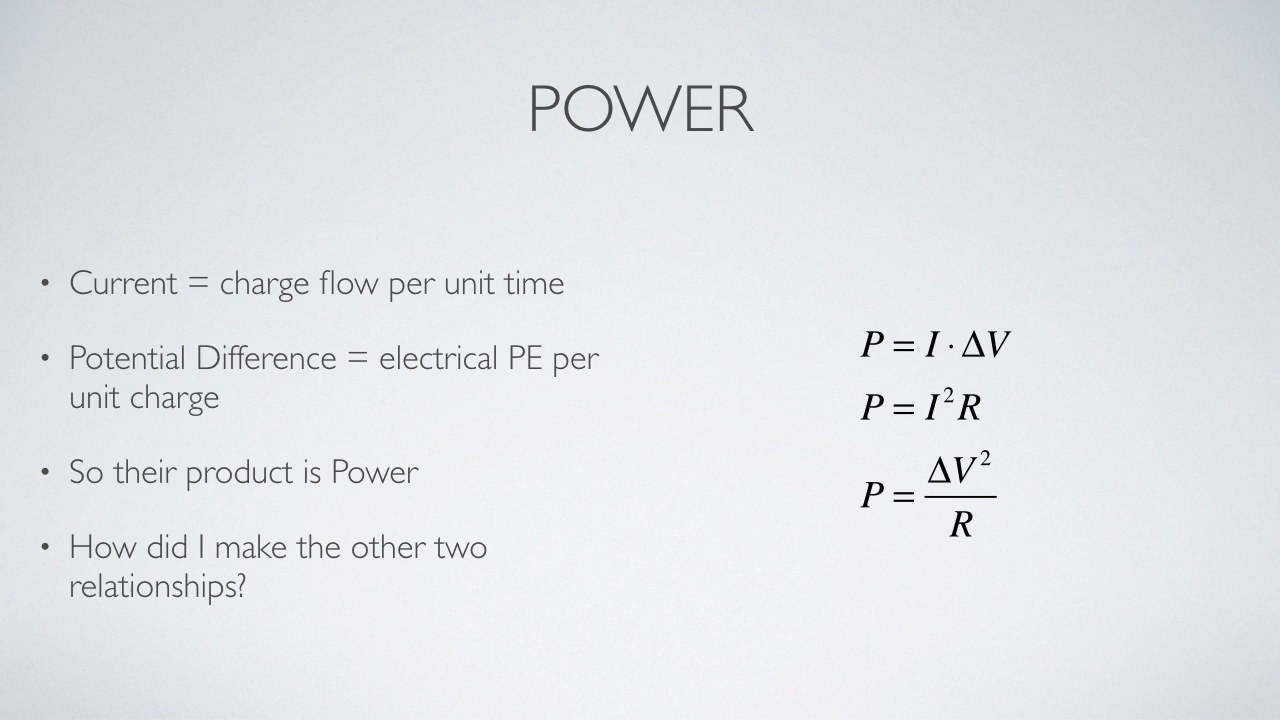 POWER
• Current = charge flow per unit time
• Potential Difference = electrical PE per
unit charge
• So their product is Power
• How did I make the other two
relationships?
P = I · ΔV
P = I²R
P = ΔV²/R